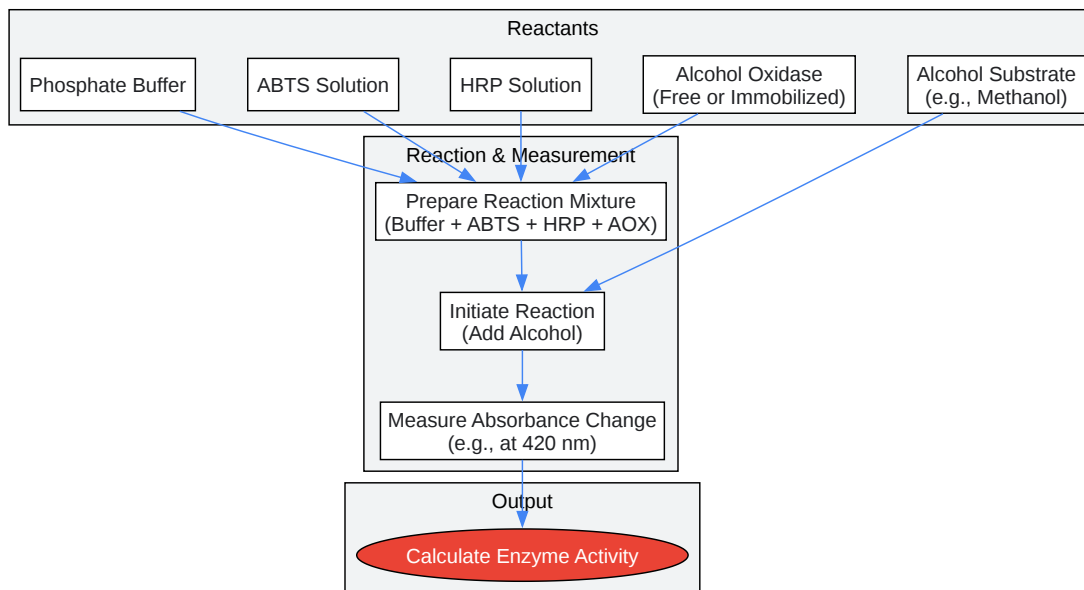 Reactants
Phosphate Buffer
ABTS Solution
HRP Solution
Alcohol Oxidase
(Free or Immobilized)
Alcohol Substrate
(e.g., Methanol)
Reaction & Measurement
Prepare Reaction Mixture
(Buffer + ABTS + HRP + AOX)
Initiate Reaction
(Add Alcohol)
Measure Absorbance Change
(e.g., at 420 nm)
Output
Calculate Enzyme Activity